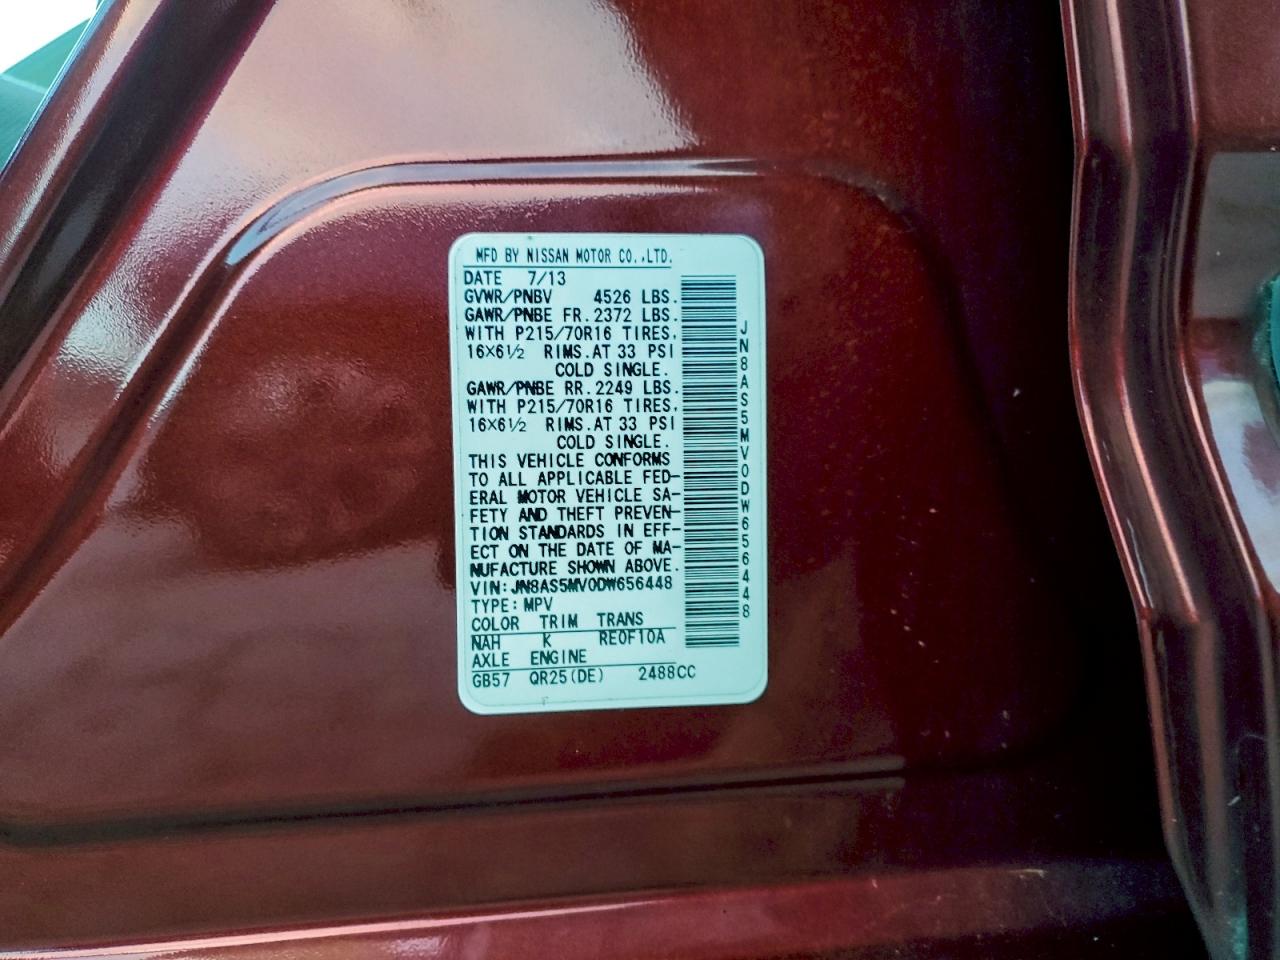 MFD BY NISSAN MOTOR CO.,LTD.
DATE 7/13
GVWR/PNBV 4526 LBS.
GAWR/PNBE FR. 2372 LBS.
WITH P215/70R16 TIRES,
16×6½ RIMS.AT 33 PSI
COLD SINGLE.
GAWR/PNBE RR. 2249 LBS.
WITH P215/70R16 TIRES,
16×6½ RIMS.AT 33 PSI
COLD SINGLE.
THIS VEHICLE CONFORMS
TO ALL APPLICABLE FED-
ERAL MOTOR VEHICLE SA-
FETY AND THEFT PREVEN-
TION STANDARDS IN EFF-
ECT ON THE DATE OF MA-
NUFACTURE SHOWN ABOVE.
VIN:JN8AS5MV0DW656448
TYPE:MPV
COLOR TRIM TRANS
NAH K RE0F10A
AXLE ENGINE
GB57 QR25(DE) 2488CC
JN8AS5MV0DW656448